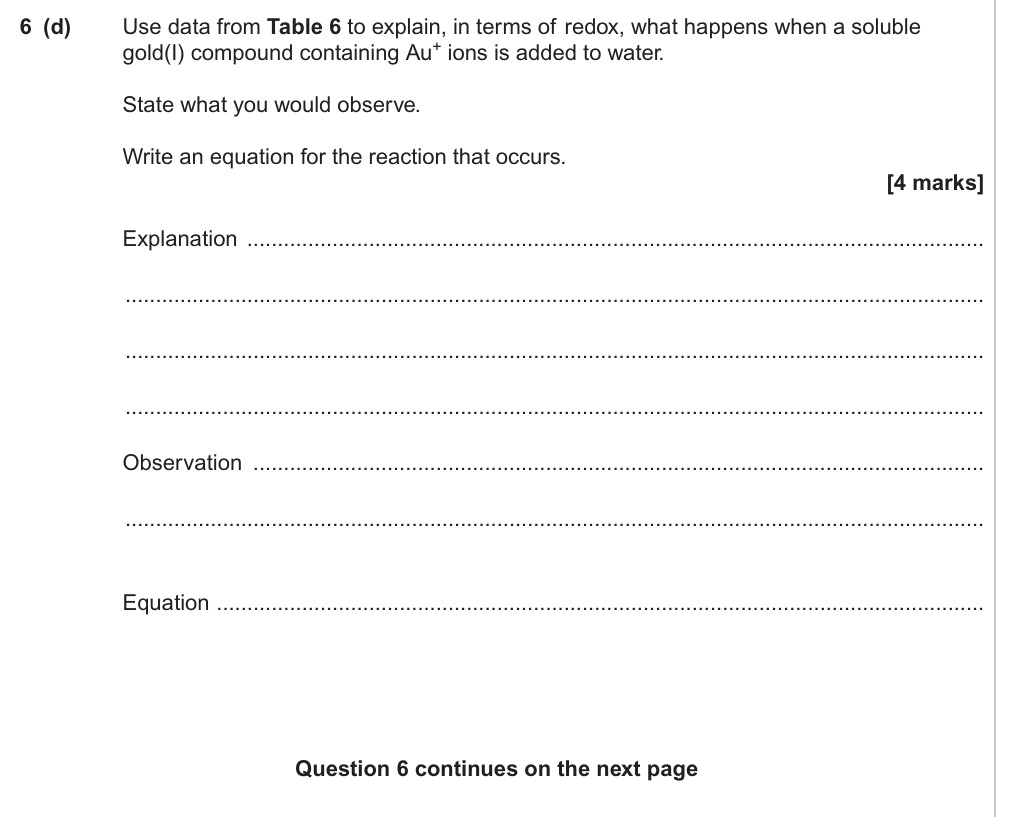 6 (d) Use data from Table 6 to explain, in terms of redox, what happens when a soluble
gold(I) compound containing Au⁺ ions is added to water.
State what you would observe.
Write an equation for the reaction that occurs.
[4 marks]
Explanation
Observation
Equation
Question 6 continues on the next page